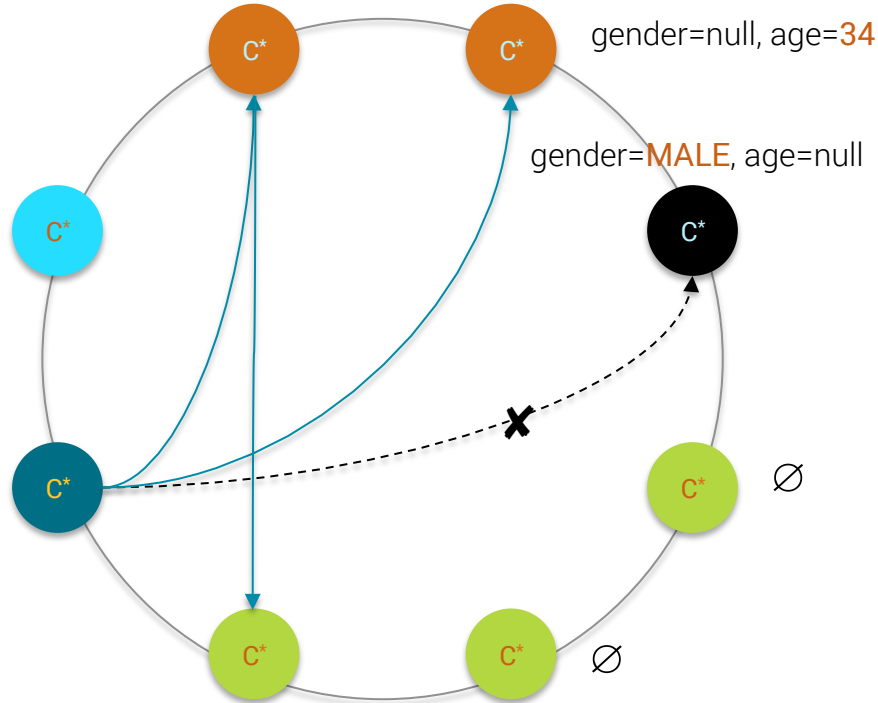 C* C* gender=null, age=34
gender=MALE, age=null
C* C*
C* C* ∅
C* C* ∅